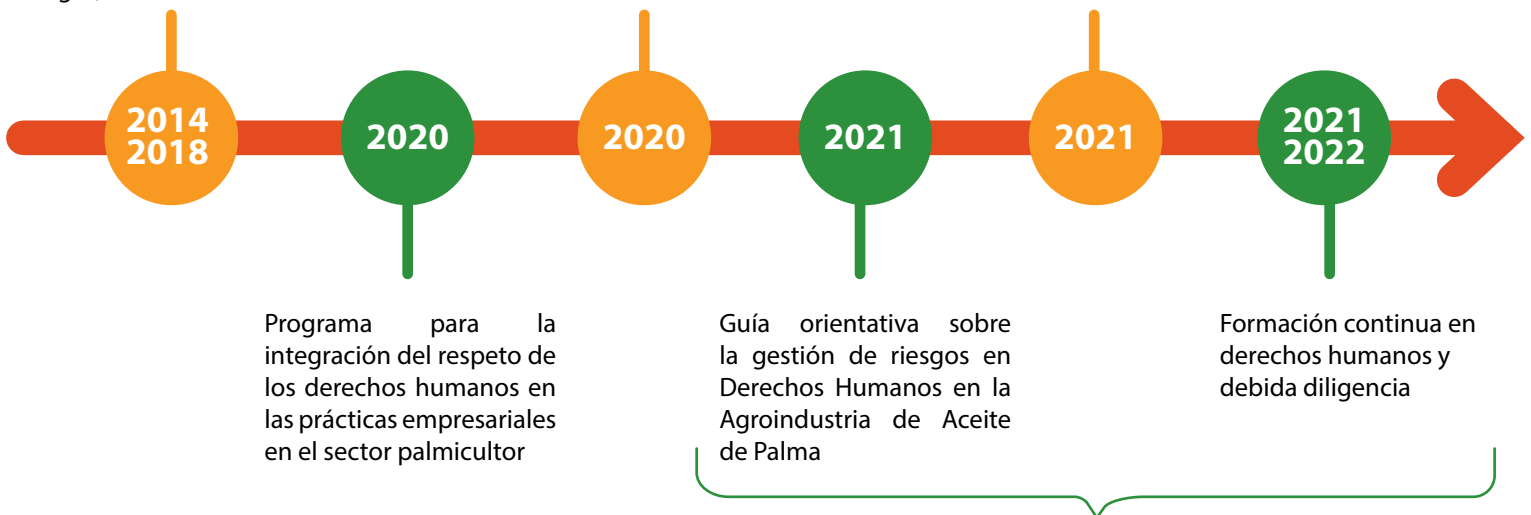 2014
2018
2020
2020
2021
2021
2021
2022
Programa para la
integración del respeto de
los derechos humanos en
las prácticas empresariales
en el sector palmicultor
Guía orientativa sobre
la gestión de riesgos en
Derechos Humanos en la
Agroindustria de Aceite
de Palma
Formación continua en
derechos humanos y
debida diligencia